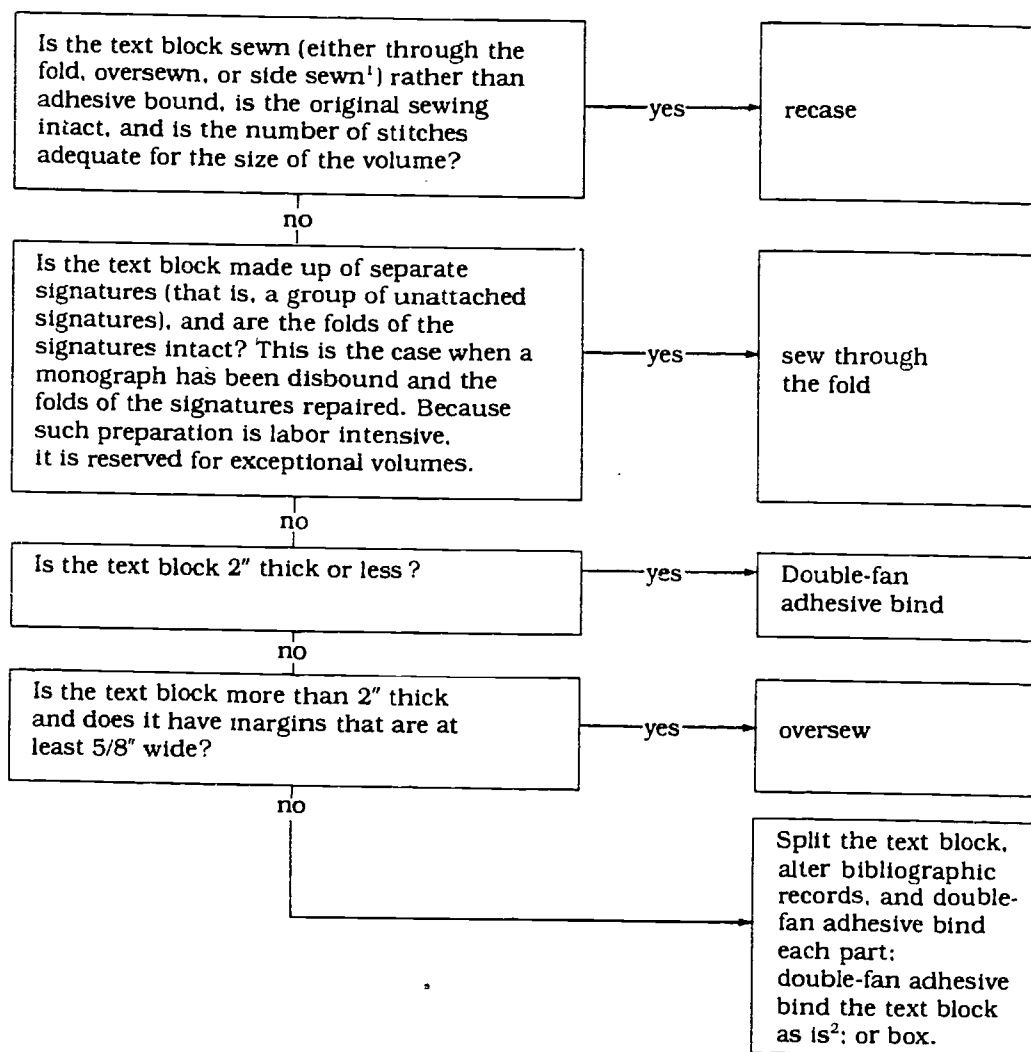 Is the text block sewn (either through the
fold, oversewn, or side sewn¹) rather than
adhesive bound, is the original sewing
intact, and is the number of stitches
adequate for the size of the volume?
yes
recase
no
Is the text block made up of separate
signatures (that is, a group of unattached
signatures), and are the folds of the
signatures intact? This is the case when a
monograph has been disbound and the
folds of the signatures repaired. Because
such preparation is labor intensive,
it is reserved for exceptional volumes.
yes
sew through
the fold
no
Is the text block 2″ thick or less?
yes
Double-fan
adhesive bind
no
Is the text block more than 2″ thick
and does it have margins that are at
least 5/8″ wide?
yes
oversew
no
Split the text block,
alter bibliographic
records, and double-
fan adhesive bind
each part;
double-fan adhesive
bind the text block
as is²; or box.